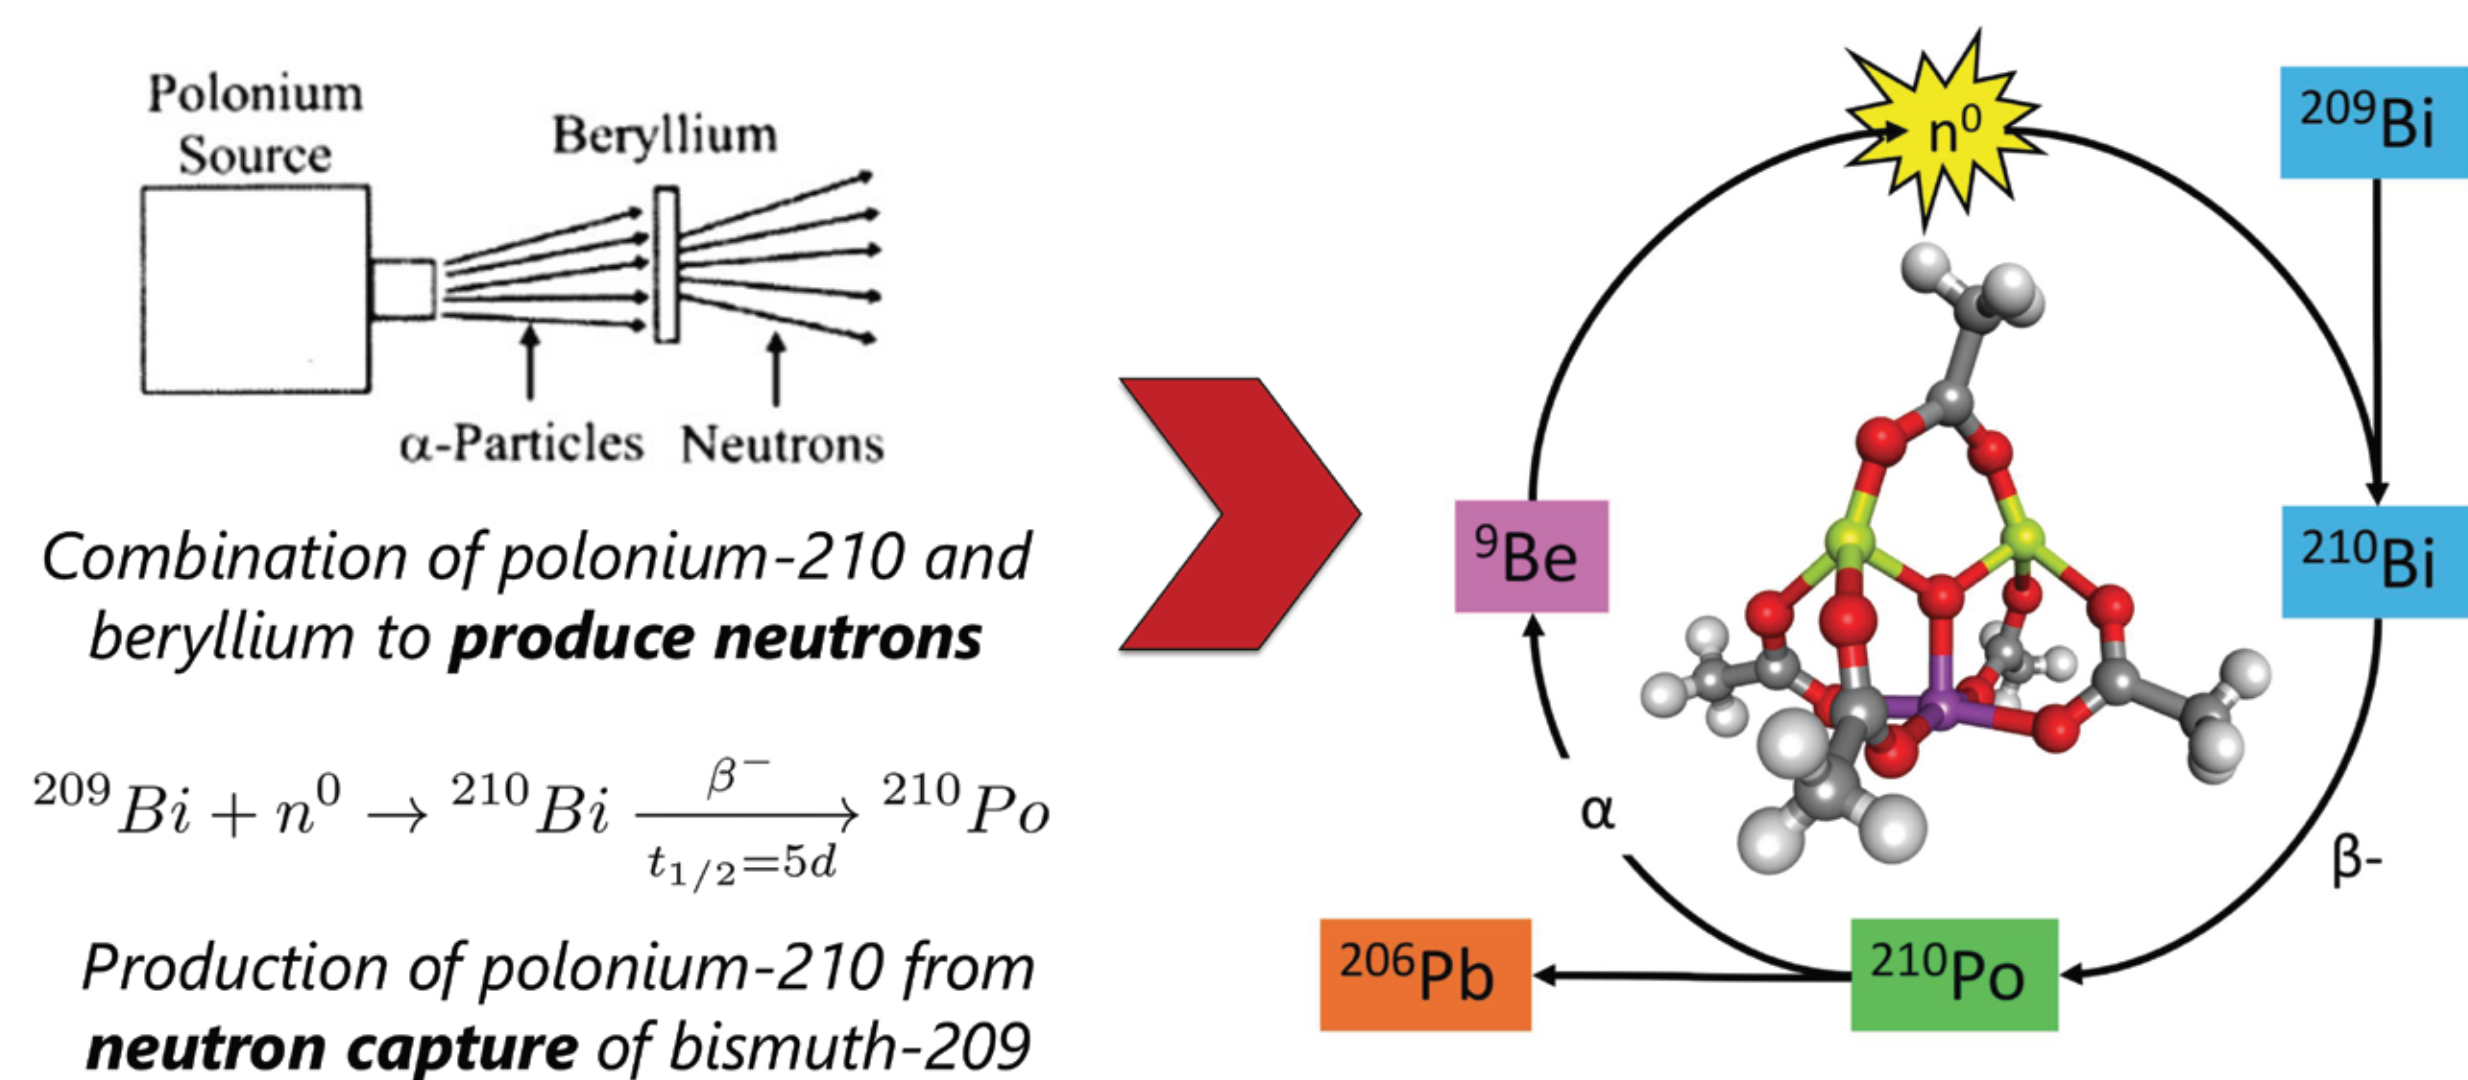 Polonium
Source
Beryllium
α-Particles
Neutrons
Combination of polonium-210 and
beryllium to produce neutrons
²⁰⁹Bi + n⁰ → ²¹⁰Bi β⁻ t₁/₂=5d → ²¹⁰Po
Production of polonium-210 from
neutron capture of bismuth-209
n⁰
²⁰⁹Bi
⁹Be
²¹⁰Bi
α
β-
²⁰⁶Pb
²¹⁰Po